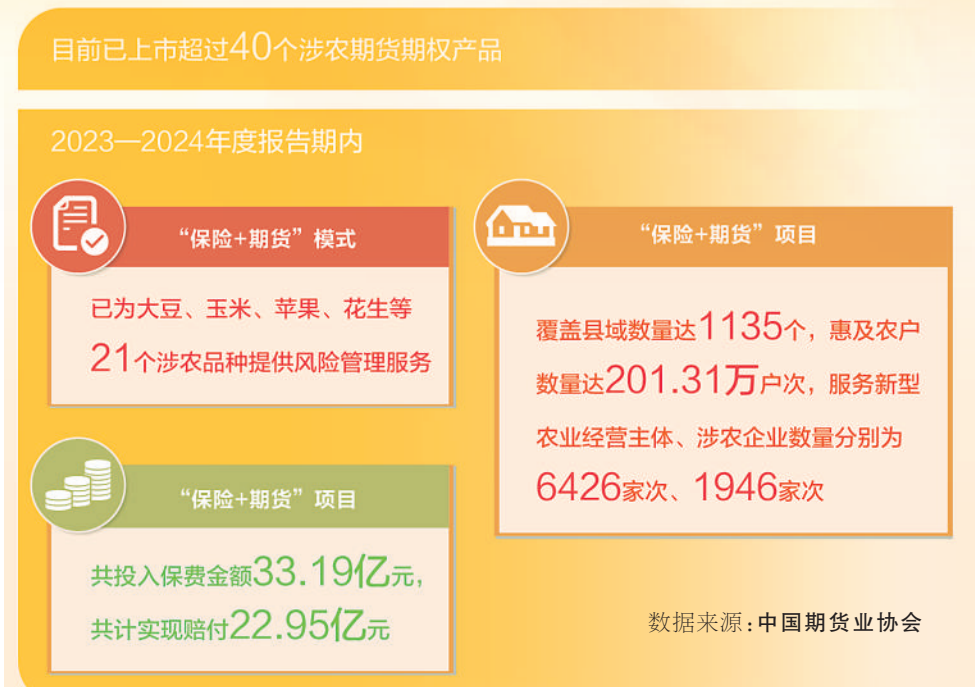 目前已上市超过40个涉农期货期权产品
2023—2024年度报告期内
“保险+期货”模式
已为大豆、玉米、苹果、花生等
21个涉农品种提供风险管理服务
“保险+期货”项目
共投入保费金额33.19亿元，
共计实现赔付22.95亿元
“保险+期货”项目
覆盖县域数量达1135个，惠及农户
数量达201.31万户次，服务新型
农业经营主体、涉农企业数量分别为
6426家次、1946家次
数据来源：中国期货业协会